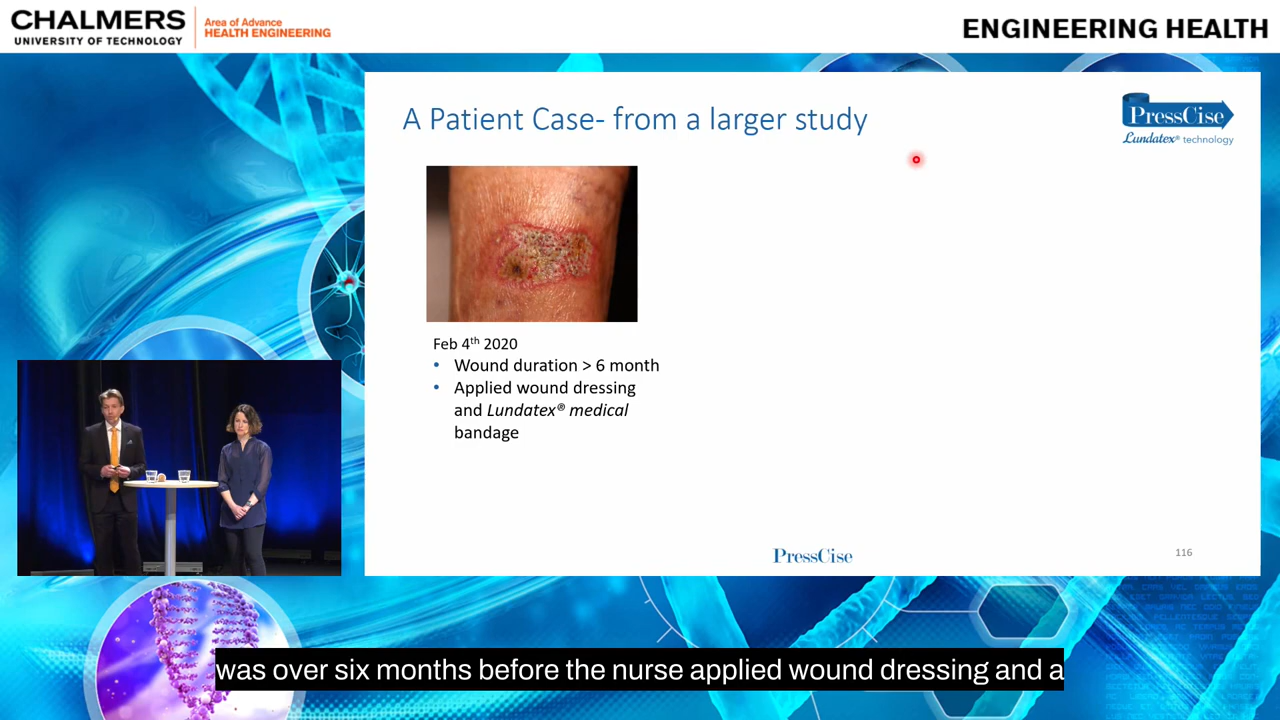 CHALMERS
UNIVERSITY OF TECHNOLOGY
Area of Advance
HEALTH ENGINEERING
ENGINEERING HEALTH
A Patient Case- from a larger study
PressCise
Lundatex® technology
Feb 4th 2020
• Wound duration > 6 month
• Applied wound dressing
and Lundatex® medical
bandage
PressCise
116
was over six months before the nurse applied wound dressing and a